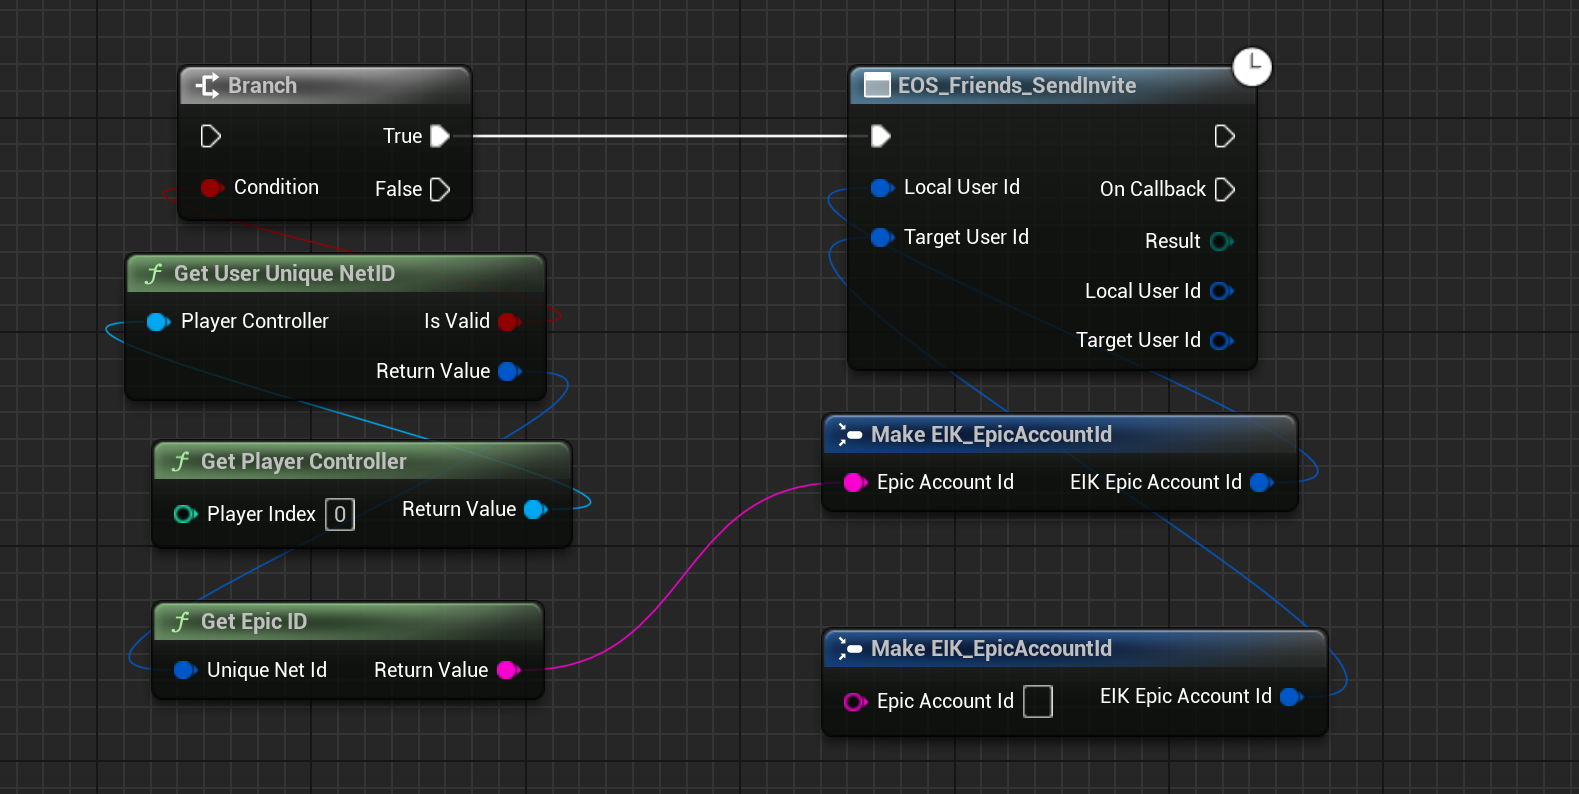 Branch
True
Condition
False
Get User Unique NetID
Player Controller
Is Valid
Return Value
Get Player Controller
Player Index 0
Return Value
Get Epic ID
Unique Net Id
Return Value
EOS_Friends_SendInvite
Local User Id
On Callback
Target User Id
Result
Local User Id
Target User Id
Make EIK_EpicAccountId
Epic Account Id
EIK Epic Account Id
Make EIK_EpicAccountId
Epic Account Id
EIK Epic Account Id